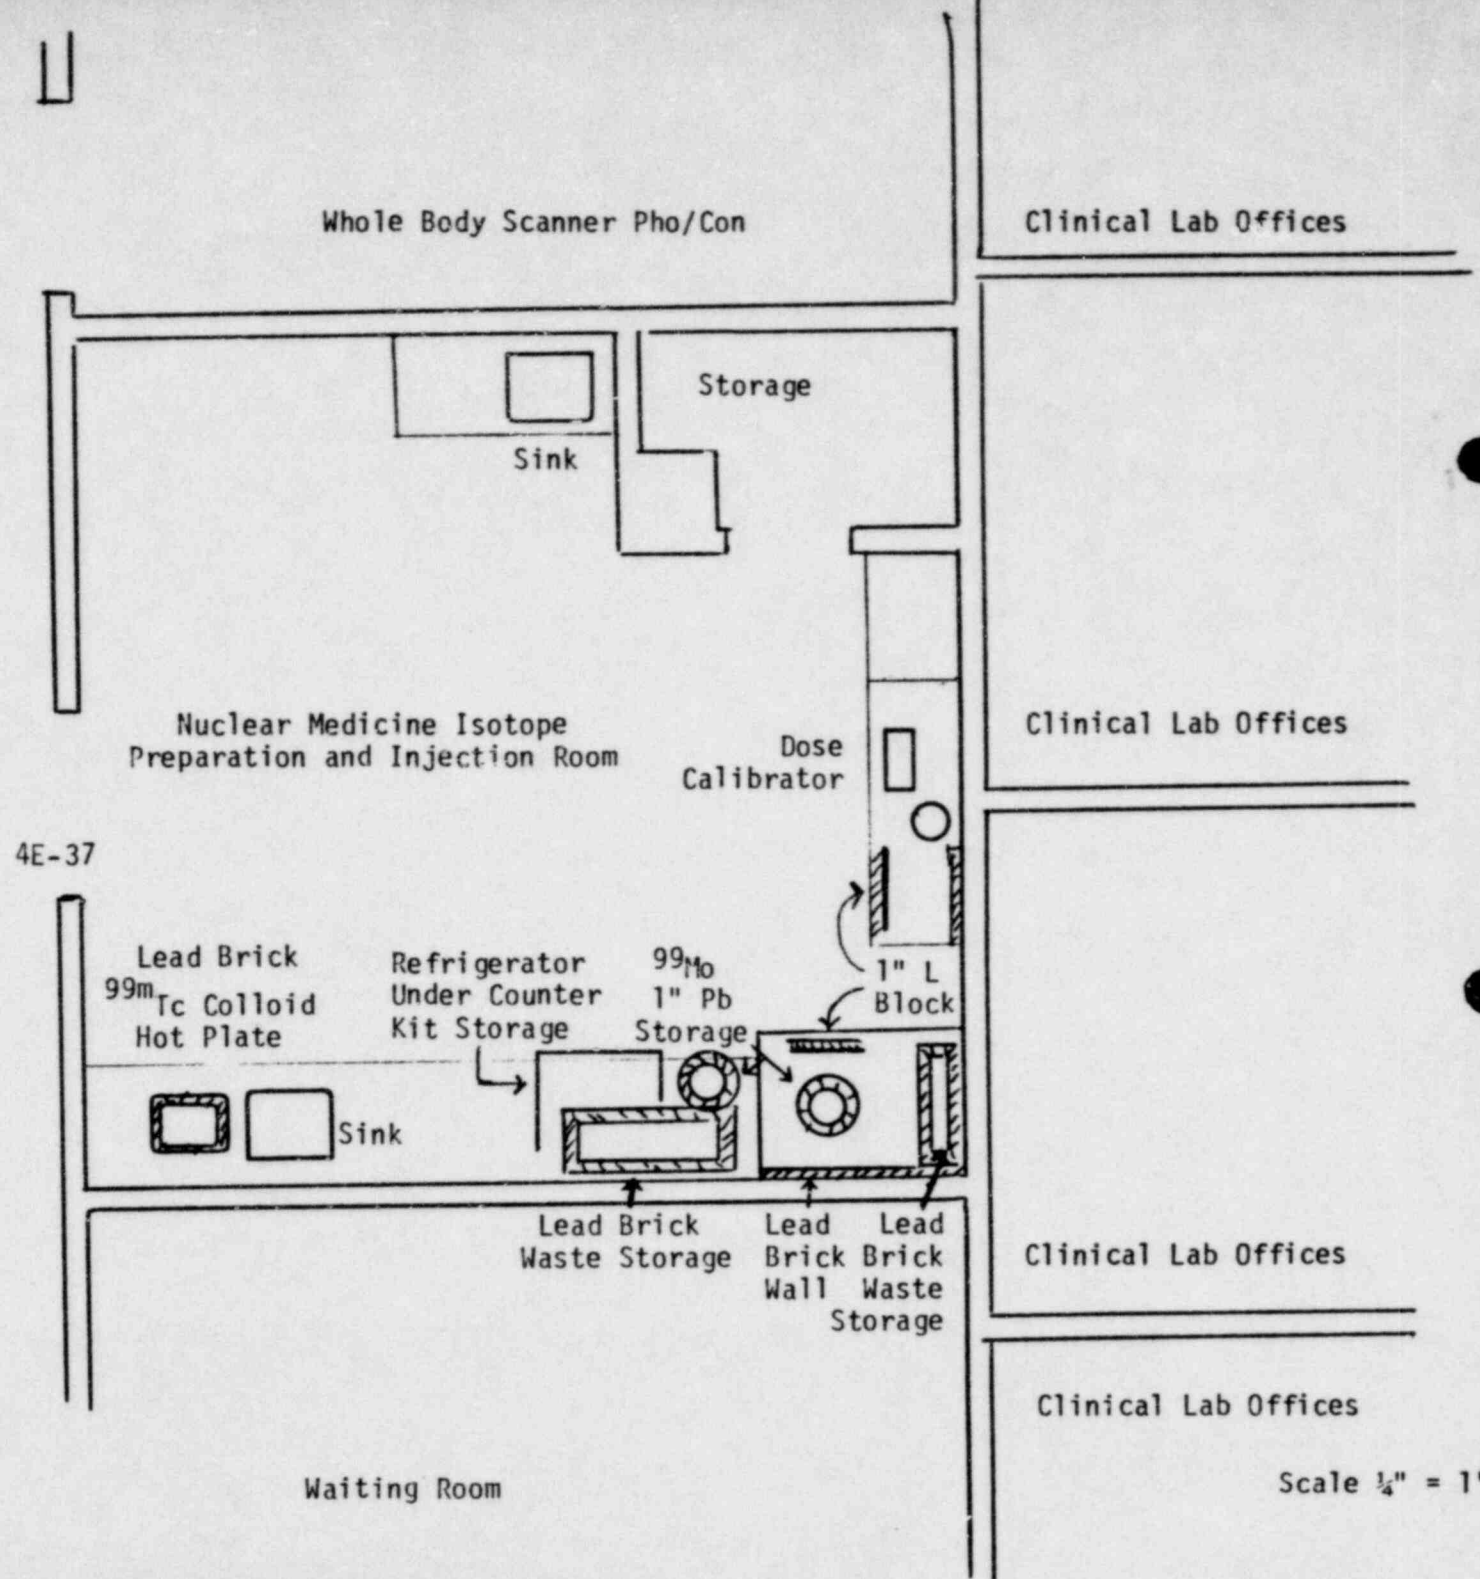 Whole Body Scanner Pho/Con
Clinical Lab Offices
Storage
Sink
Nuclear Medicine Isotope
Preparation and Injection Room
Dose
Calibrator
Clinical Lab Offices
4E-37
Lead Brick
99mTc Colloid
Hot Plate
Refrigerator
Under Counter
Kit Storage
99Mo
1" Pb
Storage
1" L
Block
Sink
Lead Brick
Waste Storage
Lead
Brick
Wall
Lead
Brick
Waste
Storage
Clinical Lab Offices
Clinical Lab Offices
Waiting Room
Scale ¼" = 1'